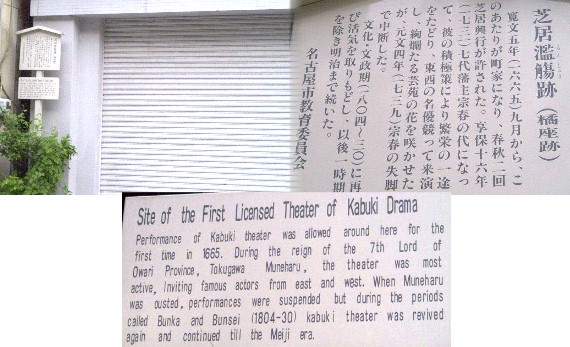 芝居濫觴跡(橘座跡)
寛文五年(一六六五)九月から、こ
のあたりが町家になり、春秋二回
芝居興行が許された。享保十六年
(一七三一)七代藩主宗春の代になっ
て、彼の積極策により繁栄の一途
をたどり、東西の名優競って来演
し、絢爛たる芸苑の花を咲かせた
が、元文四年(一七三九)宗春の失脚
で中断した。
文化・文政期(一八〇四〜三〇)に再
び活気を取りもどし、以後一時期
を除き明治まで続いた。
名古屋市教育委員会
Site of the First Licensed Theater of Kabuki Drama
Performance of Kabuki theater was allowed around here for the
first time in 1665. During the reign of the 7th Lord of
Owari Province, Tokugawa Muneharu, the theater was most
active, Inviting famous actors from east and west. When Muneharu
was ousted, performances were suspended but during the periods
called Bunka and Bunsei (1804-30) kabuki theater was revived
again and continued till the Meiji era.